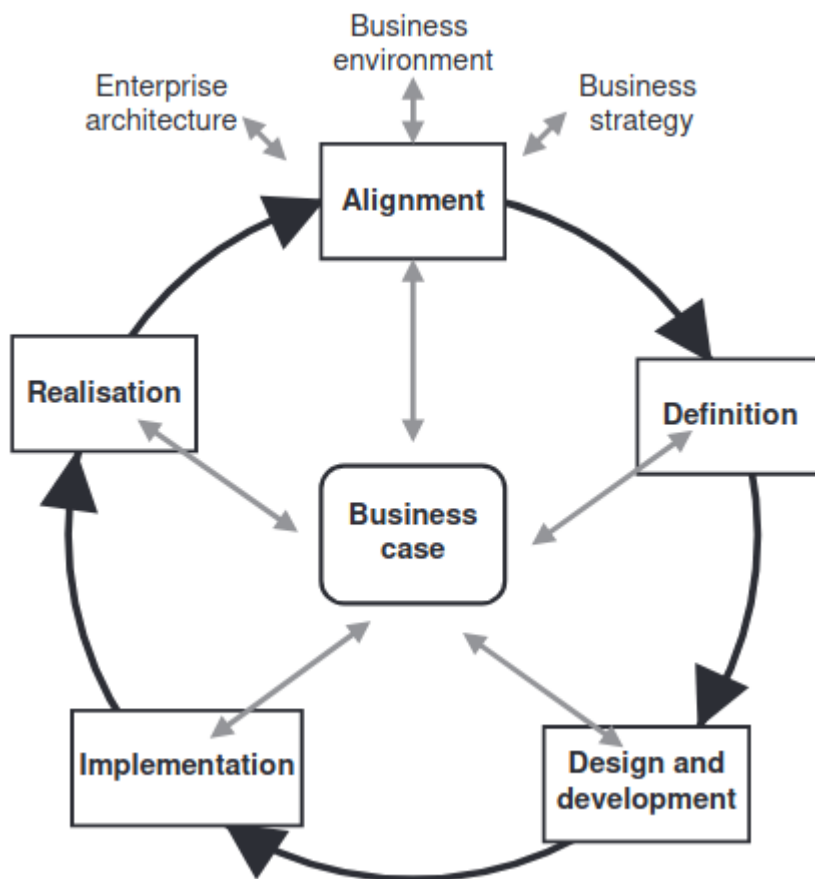 Business
environment
Enterprise
architecture
Business
strategy
Alignment
Realisation
Definition
Business
case
Implementation
Design and
development